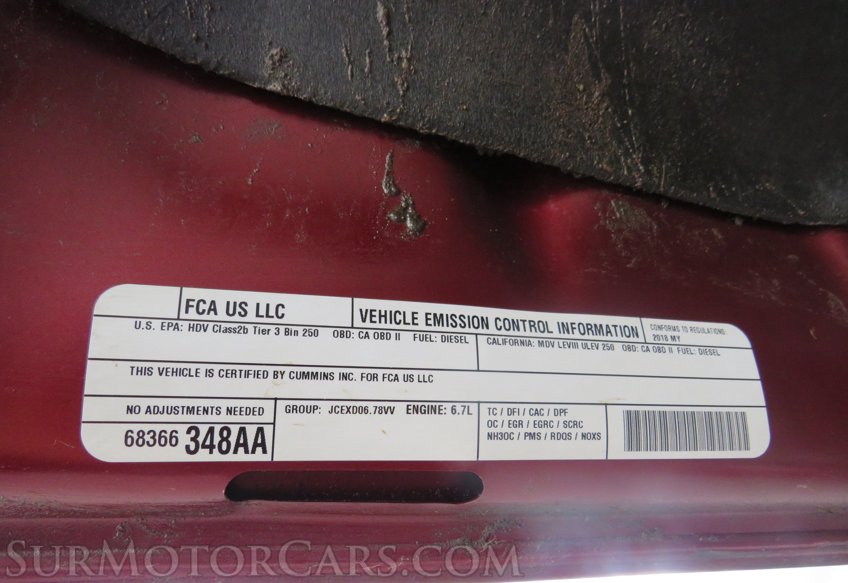 FCA US LLC
VEHICLE EMISSION CONTROL INFORMATION
CONFORMS TO REGULATIONS
2018 MY
U.S. EPA: HDV Class2b Tier 3 Bin 250 OBD: CA OBD II FUEL: DIESEL
CALIFORNIA: MDV LEVIII ULEV 250 OBD: CA OBD II FUEL: DIESEL
THIS VEHICLE IS CERTIFIED BY CUMMINS INC. FOR FCA US LLC
NO ADJUSTMENTS NEEDED
68366 348AA
GROUP: JCEXD06.78VV ENGINE: 6.7L
TC / DFI / CAC / DPF
OC / EGR / EGRC / SCRC
NH3OC / PMS / RDQS / NOXS
SURMOTORCARS.COM